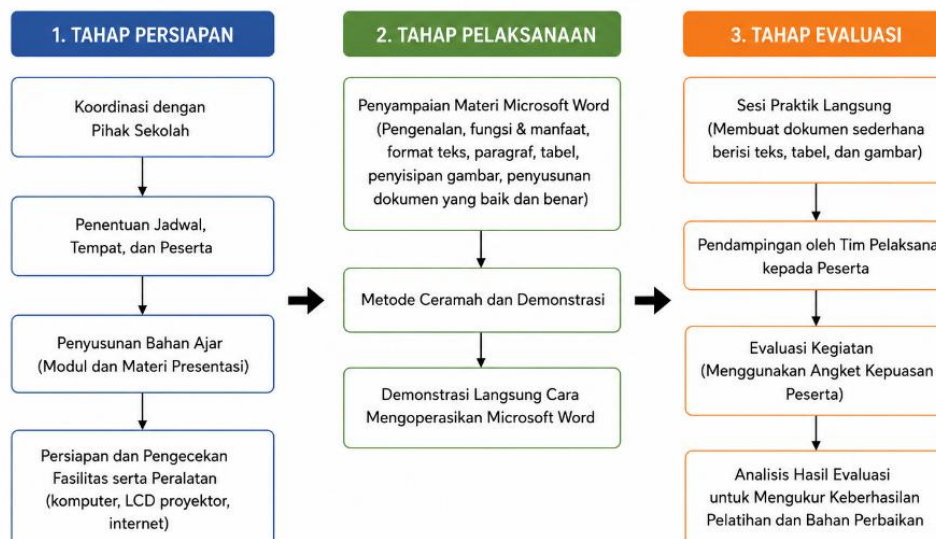 1. TAHAP PERSIAPAN
Koordinasi dengan
Pihak Sekolah
Penentuan Jadwal,
Tempat, dan Peserta
Penyusunan Bahan Ajar
(Modul dan Materi Presentasi)
Persiapan dan Pengecekan
Fasilitas serta Peralatan
(komputer, LCD proyektor,
internet)
2. TAHAP PELAKSANAAN
Penyampaian Materi Microsoft Word
(Pengenalan, fungsi & manfaat,
format teks, paragraf, tabel,
penyisipan gambar, penyusunan
dokumen yang baik dan benar)
Metode Ceramah dan Demonstrasi
Demonstrasi Langsung Cara
Mengoperasikan Microsoft Word
3. TAHAP EVALUASI
Sesi Praktik Langsung
(Membuat dokumen sederhana
berisi teks, tabel, dan gambar)
Pendampingan oleh Tim Pelaksana
kepada Peserta
Evaluasi Kegiatan
(Menggunakan Angket Kepuasan
Peserta)
Analisis Hasil Evaluasi
untuk Mengukur Keberhasilan
Pelatihan dan Bahan Perbaikan